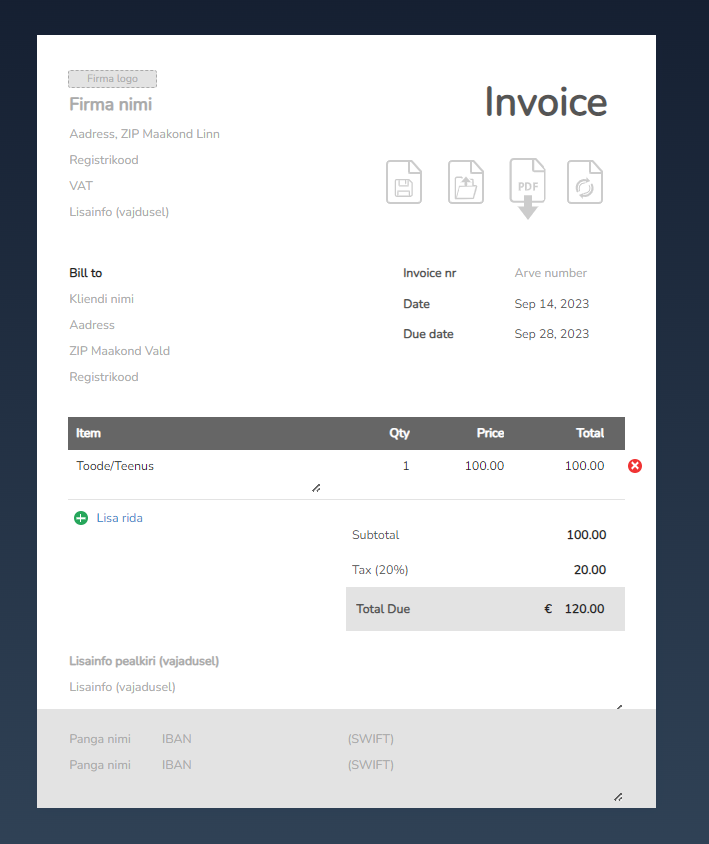 Firma logo
Firma nimi
Invoice
Aadress, ZIP Maakond Linn
Registrikood
VAT
Lisainfo (vajdusel)
PDF
Bill to
Kliendi nimi
Aadress
ZIP Maakond Vald
Registrikood
Invoice nr Arve number
Date Sep 14, 2023
Due date Sep 28, 2023
Item Qty Price Total
Toode/Teenus 1 100.00 100.00
Lisa rida
Subtotal 100.00
Tax (20%) 20.00
Total Due € 120.00
Lisainfo pealkiri (vajadusel)
Lisainfo (vajadusel)
Panga nimi IBAN (SWIFT)
Panga nimi IBAN (SWIFT)